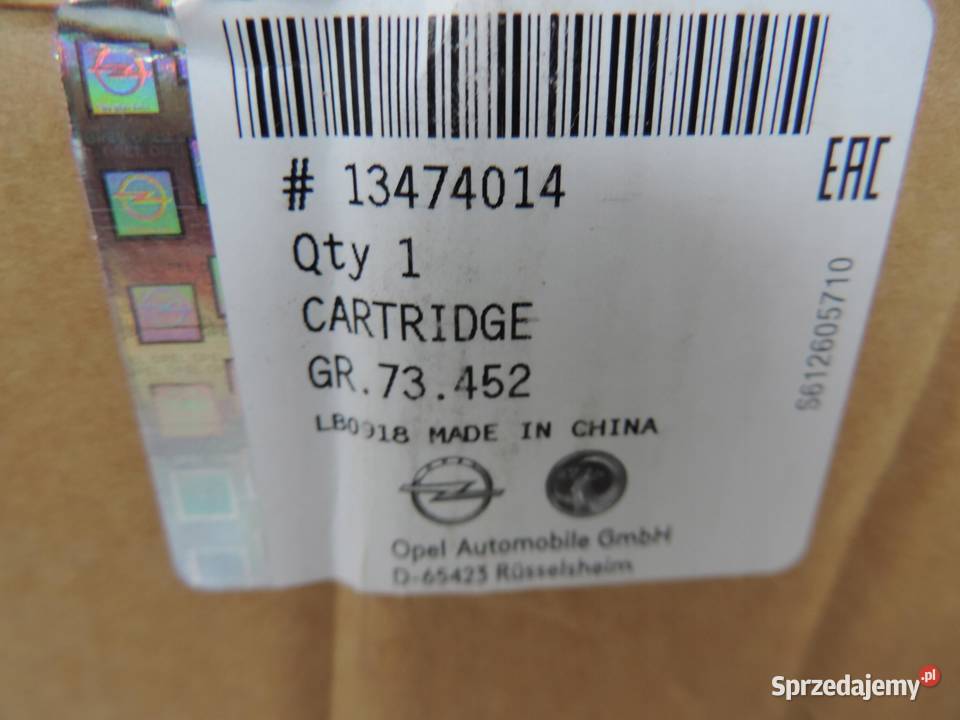 # 13474014
Qty 1
CARTRIDGE
GR.73.452
LB0918 MADE IN CHINA
Opel Automobile GmbH
D-65423 Rüsselsheim
EAC
S612605710
Sprzedajemy.pl